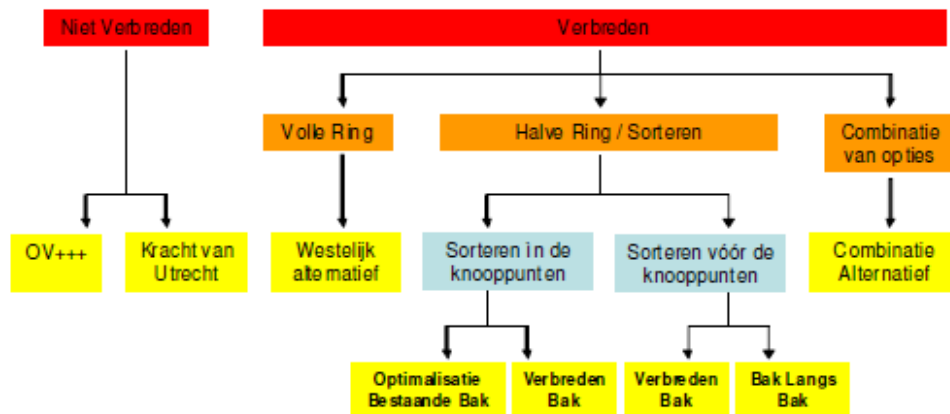 Niet Verbreden
Verbreden
Volle Ring
Halve Ring / Sorteren
Combinatie
van opties
OV+++
Kracht van
Utrecht
Westelijk
alternatief
Sorteren in de
knooppunten
Sorteren vóór de
knooppunten
Combinatie
Alternatief
Optimalisatie
Bestaande Bak
Verbreden
Bak
Verbreden
Bak
Bak Langs
Bak